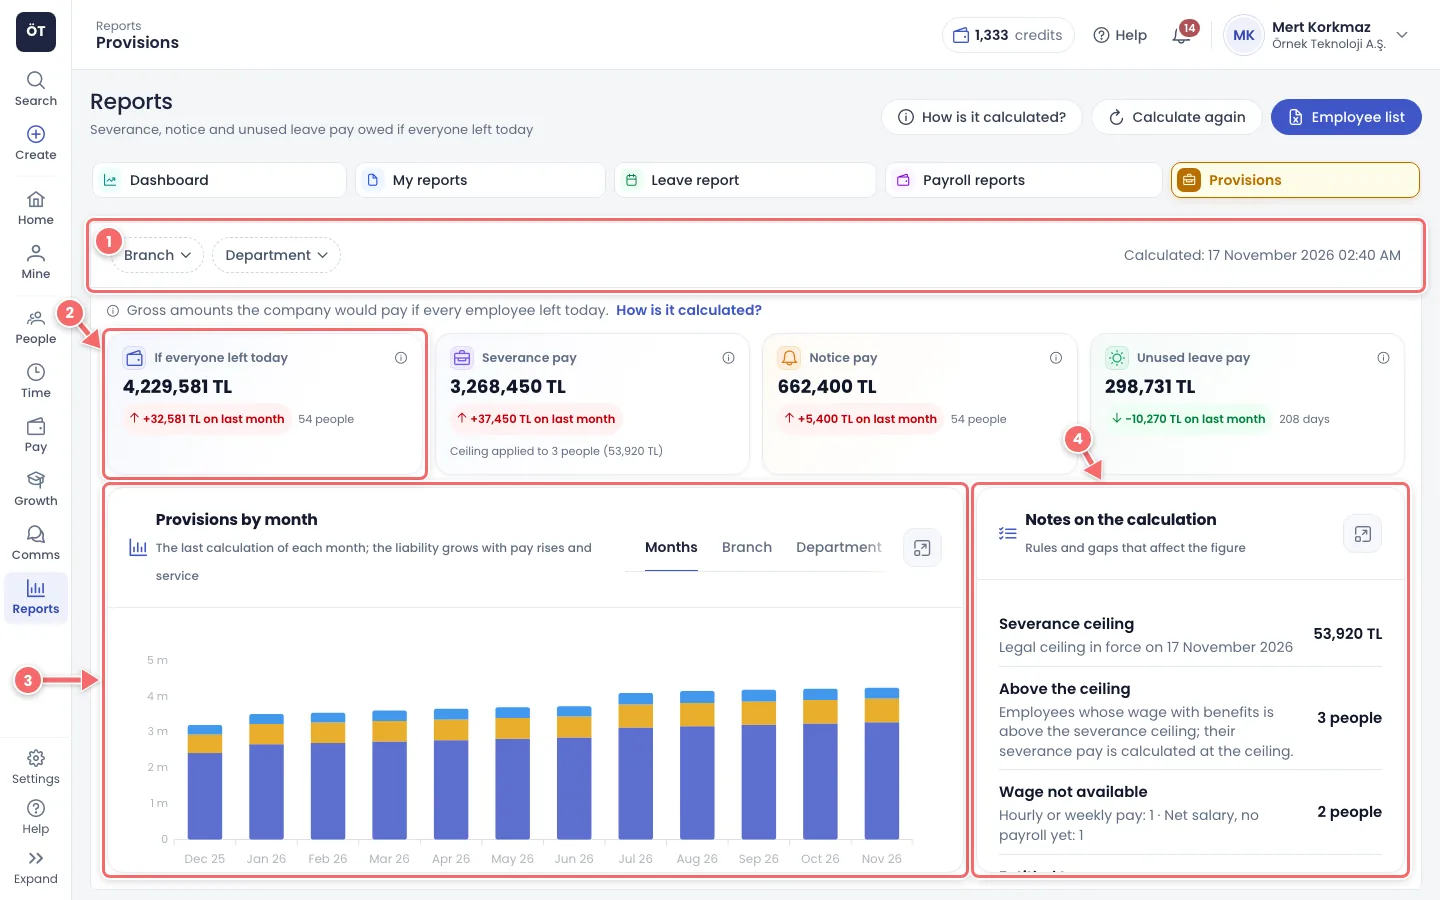 ÖT
Search
Create
Home
Mine
People
Time
Pay
Growth
Comms
Reports
Settings
Help
Expand
Reports
Provisions
1,333 credits
Help
14
MK
Mert Korkmaz
Örnek Teknoloji A.Ş.
Reports
Severance, notice and unused leave pay owed if everyone left today
How is it calculated?
Calculate again
Employee list
Dashboard
My reports
Leave report
Payroll reports
Provisions
1
Branch
Department
Calculated: 17 November 2026 02:40 AM
2
Gross amounts the company would pay if every employee left today. How is it calculated?
If everyone left today
4,229,581 TL
+32,581 TL on last month
54 people
Severance pay
3,268,450 TL
+37,450 TL on last month
Ceiling applied to 3 people (53,920 TL)
Notice pay
662,400 TL
+5,400 TL on last month
54 people
Unused leave pay
298,731 TL
-10,270 TL on last month
208 days
3
Provisions by month
The last calculation of each month; the liability grows with pay rises and
service
Months
Branch
Department
5 m
4 m
3 m
2 m
1 m
0
Dec 25
Jan 26
Feb 26
Mar 26
Apr 26
May 26
Jun 26
Jul 26
Aug 26
Sep 26
Oct 26
Nov 26
4
Notes on the calculation
Rules and gaps that affect the figure
Severance ceiling
Legal ceiling in force on 17 November 2026
53,920 TL
Above the ceiling
Employees whose wage with benefits is
above the severance ceiling; their
severance pay is calculated at the ceiling.
3 people
Wage not available
Hourly or weekly pay: 1 · Net salary, no
payroll yet: 1
2 people